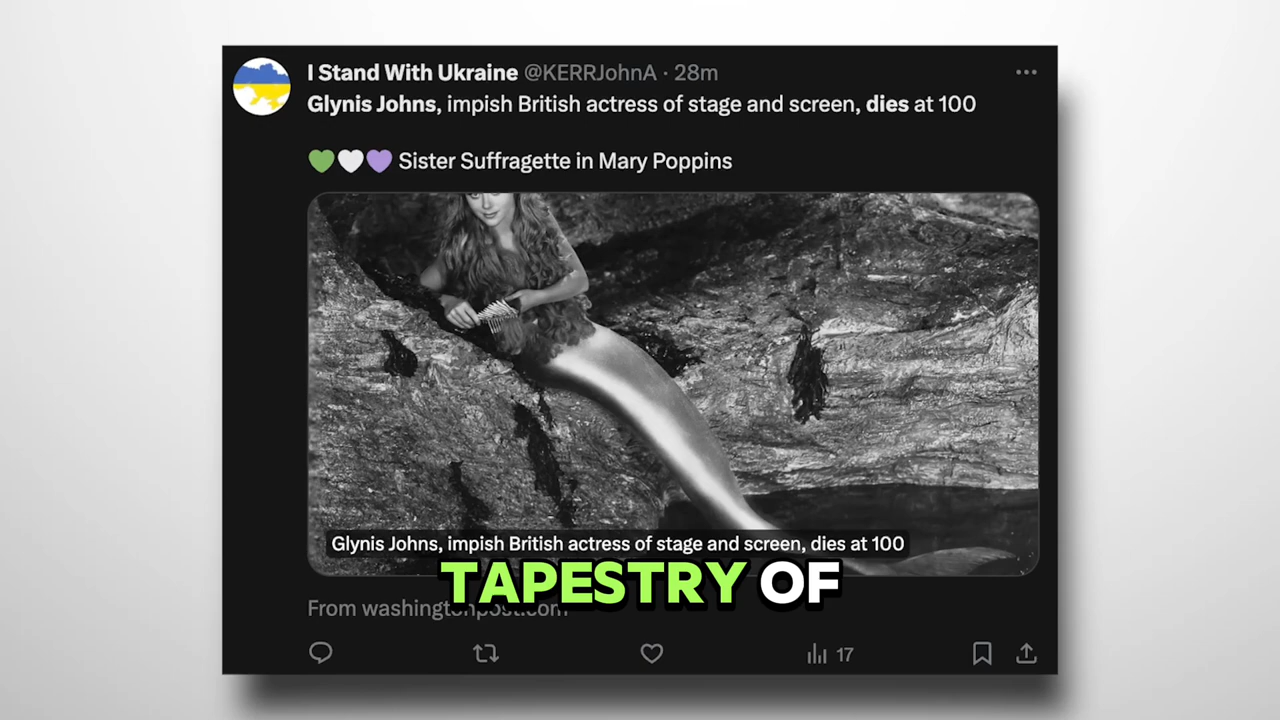 I Stand With Ukraine @KERRJohnA · 28m
Glynis Johns, impish British actress of stage and screen, dies at 100
💚🤍💜 Sister Suffragette in Mary Poppins
Glynis Johns, impish British actress of stage and screen, dies at 100
TAPESTRY OF
From washingtonpost.com
17